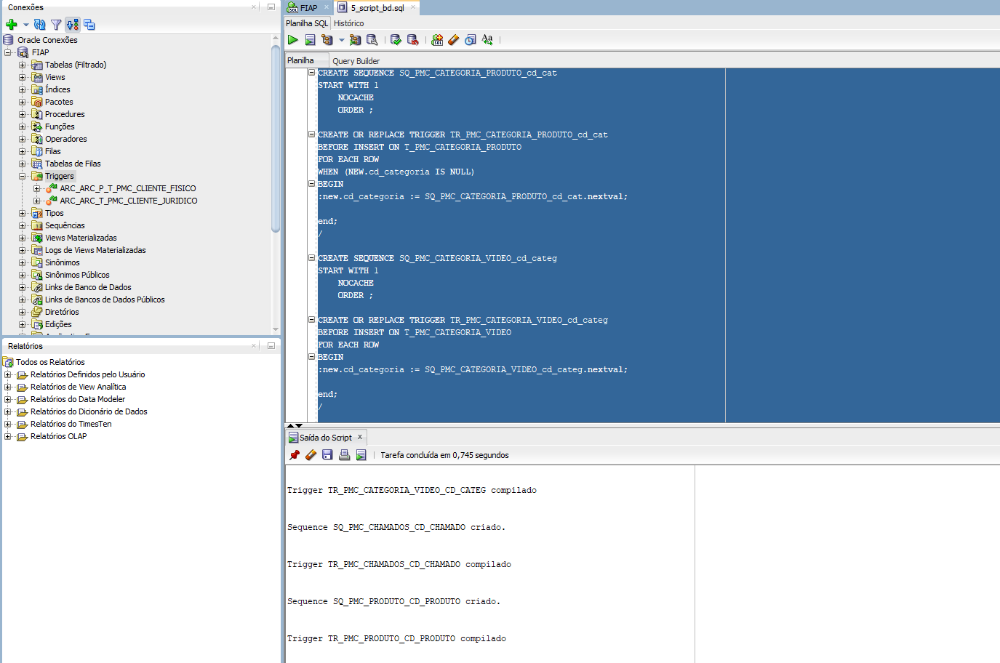 Conexões
Oracle Conexões
FIAP
Tabelas (Filtrado)
Views
Índices
Pacotes
Procedures
Funções
Operadores
Filas
Tabelas de Filas
Triggers
ARC_ARC_P_T_PMC_CLIENTE_FISICO
ARC_ARC_T_PMC_CLIENTE_JURIDICO
Tipos
Sequências
Views Materializadas
Logs de Views Materializadas
Sinônimos
Sinônimos Públicos
Links de Banco de Dados
Links de Bancos de Dados Públicos
Diretórios
Edições
Relatórios
Todos os Relatórios
Relatórios Definidos pelo Usuário
Relatórios de View Analítica
Relatórios do Data Modeler
Relatórios do Dicionário de Dados
Relatórios do TimesTen
Relatórios OLAP
FIAP
5_script_bd.sql
Planilha SQL Histórico
Planilha Query Builder
CREATE SEQUENCE SQ_PMC_CATEGORIA_PRODUTO_cd_cat
START WITH 1
NOCACHE
ORDER ;
CREATE OR REPLACE TRIGGER TR_PMC_CATEGORIA_PRODUTO_cd_cat
BEFORE INSERT ON T_PMC_CATEGORIA_PRODUTO
FOR EACH ROW
WHEN (NEW.cd_categoria IS NULL)
BEGIN
:new.cd_categoria := SQ_PMC_CATEGORIA_PRODUTO_cd_cat.nextval;
end;
/
CREATE SEQUENCE SQ_PMC_CATEGORIA_VIDEO_cd_categ
START WITH 1
NOCACHE
ORDER ;
CREATE OR REPLACE TRIGGER TR_PMC_CATEGORIA_VIDEO_cd_categ
BEFORE INSERT ON T_PMC_CATEGORIA_VIDEO
FOR EACH ROW
BEGIN
:new.cd_categoria := SQ_PMC_CATEGORIA_VIDEO_cd_categ.nextval;
end;
/
Saída do Script
Tarefa concluída em 0,745 segundos
Trigger TR_PMC_CATEGORIA_VIDEO_CD_CATEG compilado
Sequence SQ_PMC_CHAMADOS_CD_CHAMADO criado.
Trigger TR_PMC_CHAMADOS_CD_CHAMADO compilado
Sequence SQ_PMC_PRODUTO_CD_PRODUTO criado.
Trigger TR_PMC_PRODUTO_CD_PRODUTO compilado